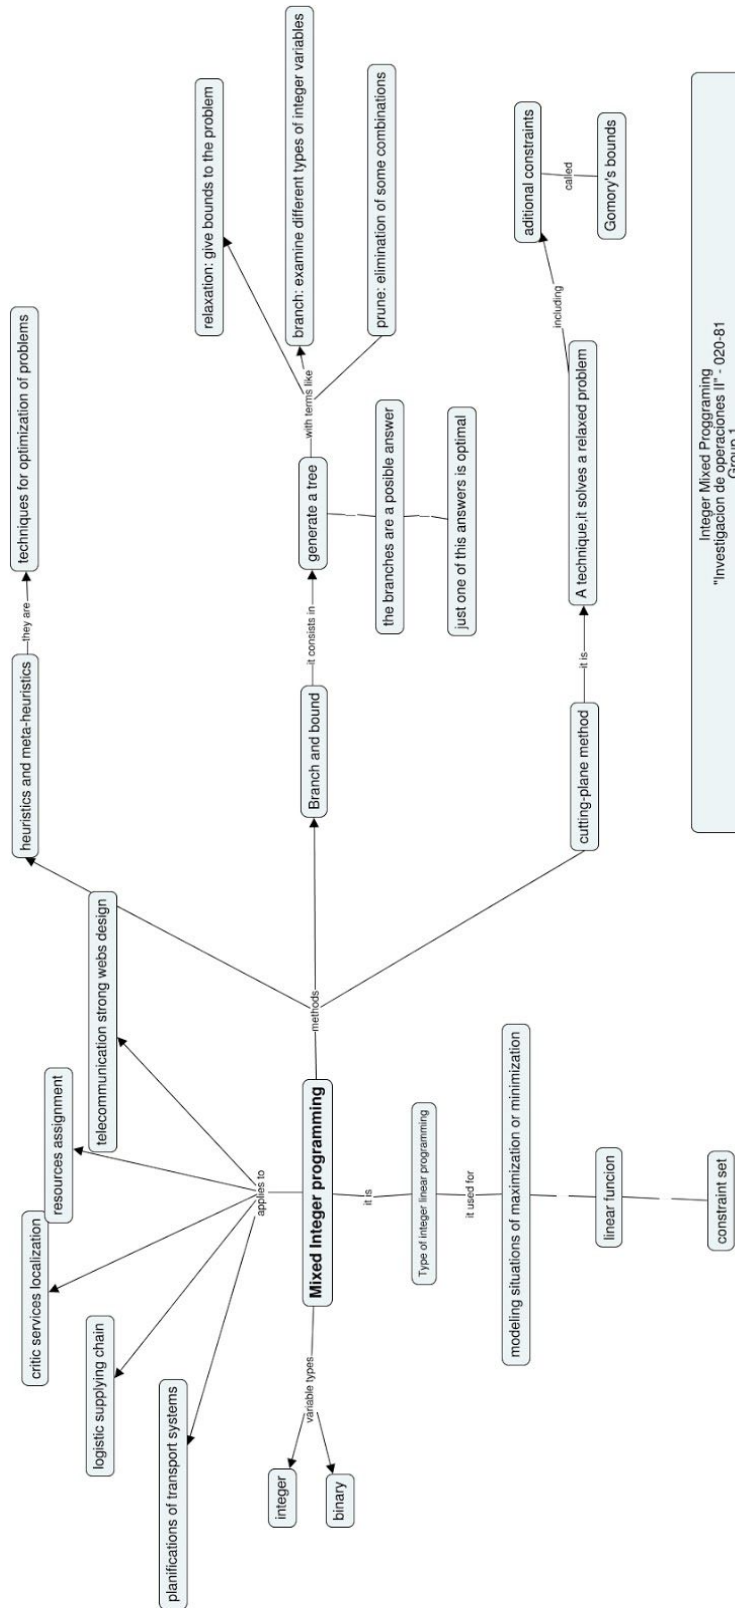 planifications of transport systems
logistic supplying chain
critic services localization
resources assignment
telecommunication strong webs design
heuristics and meta-heuristics
they are
techniques for optimization of problems
applies to
integer
binary
variable types
Mixed Integer programming
methods
Branch and bound
it consists in
generate a tree
with terms like
relaxation: give bounds to the problem
branch: examine different types of integer variables
prune: elimination of some combinations
the branches are a posible answer
just one of this answers is optimal
it is
Type of integer linear programming
it used for
modeling situations of maximization or minimization
linear funcion
constraint set
cutting-plane method
it is
A technique,it solves a relaxed problem
including
aditional constraints
called
Gomory's bounds
Integer Mixed Proggraming
"Investigacion de operaciones II" - 020-81
Group 1